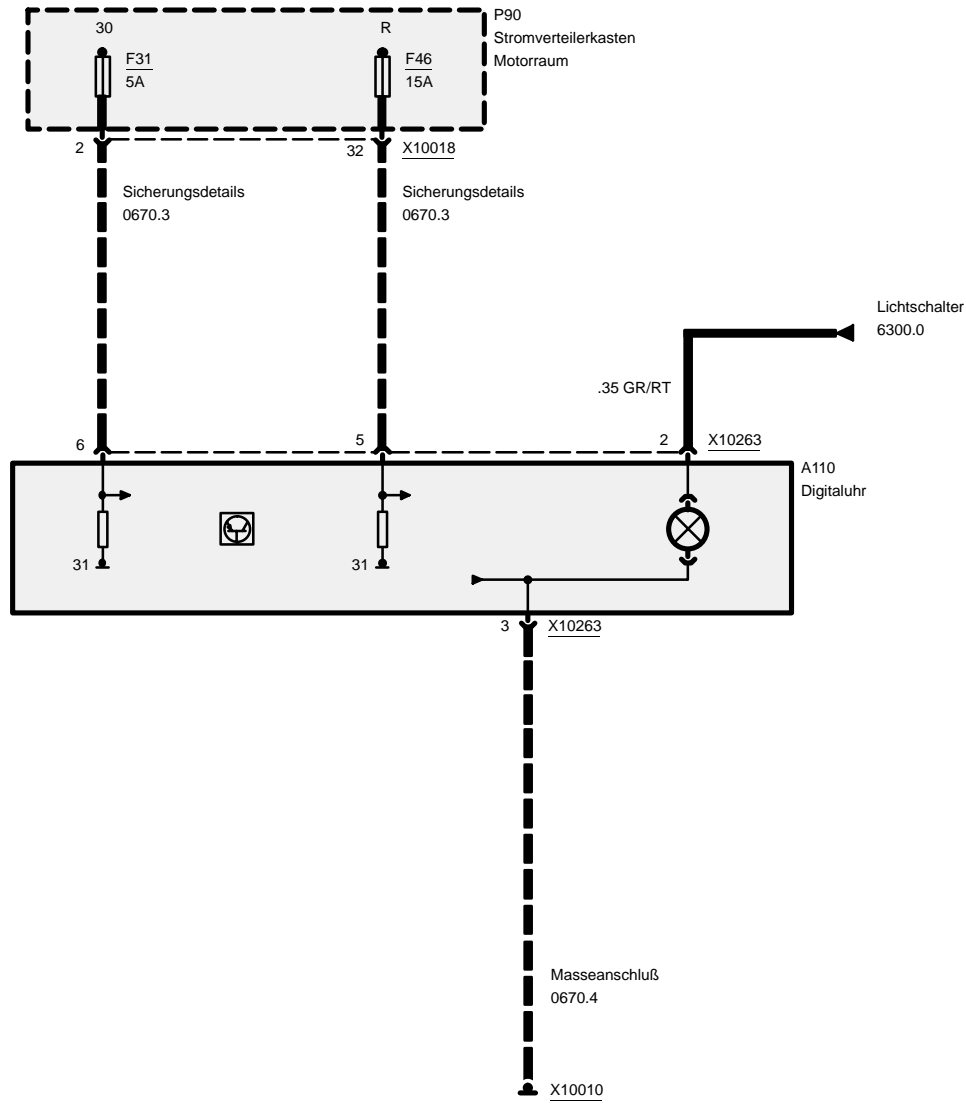 P90
Stromverteilerkasten
Motorraum
30
R
F31
5A
F46
15A
2
32
X10018
Sicherungsdetails
0670.3
Sicherungsdetails
0670.3
Lichtschalter
6300.0
.35 GR/RT
6
5
2
X10263
A110
Digitaluhr
31
31
3
X10263
Masseanschluß
0670.4
X10010